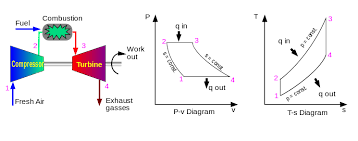 Fuel
Combustion
2
3
Compressor
Turbine
Work
out
1
4
Fresh Air
Exhaust
gasses
P
q in
2
3
s = const
s = const
1
4
q out
v
P-v Diagram
T
3
q in
p = const
4
2
q out
1
p = const
s
T-s Diagram